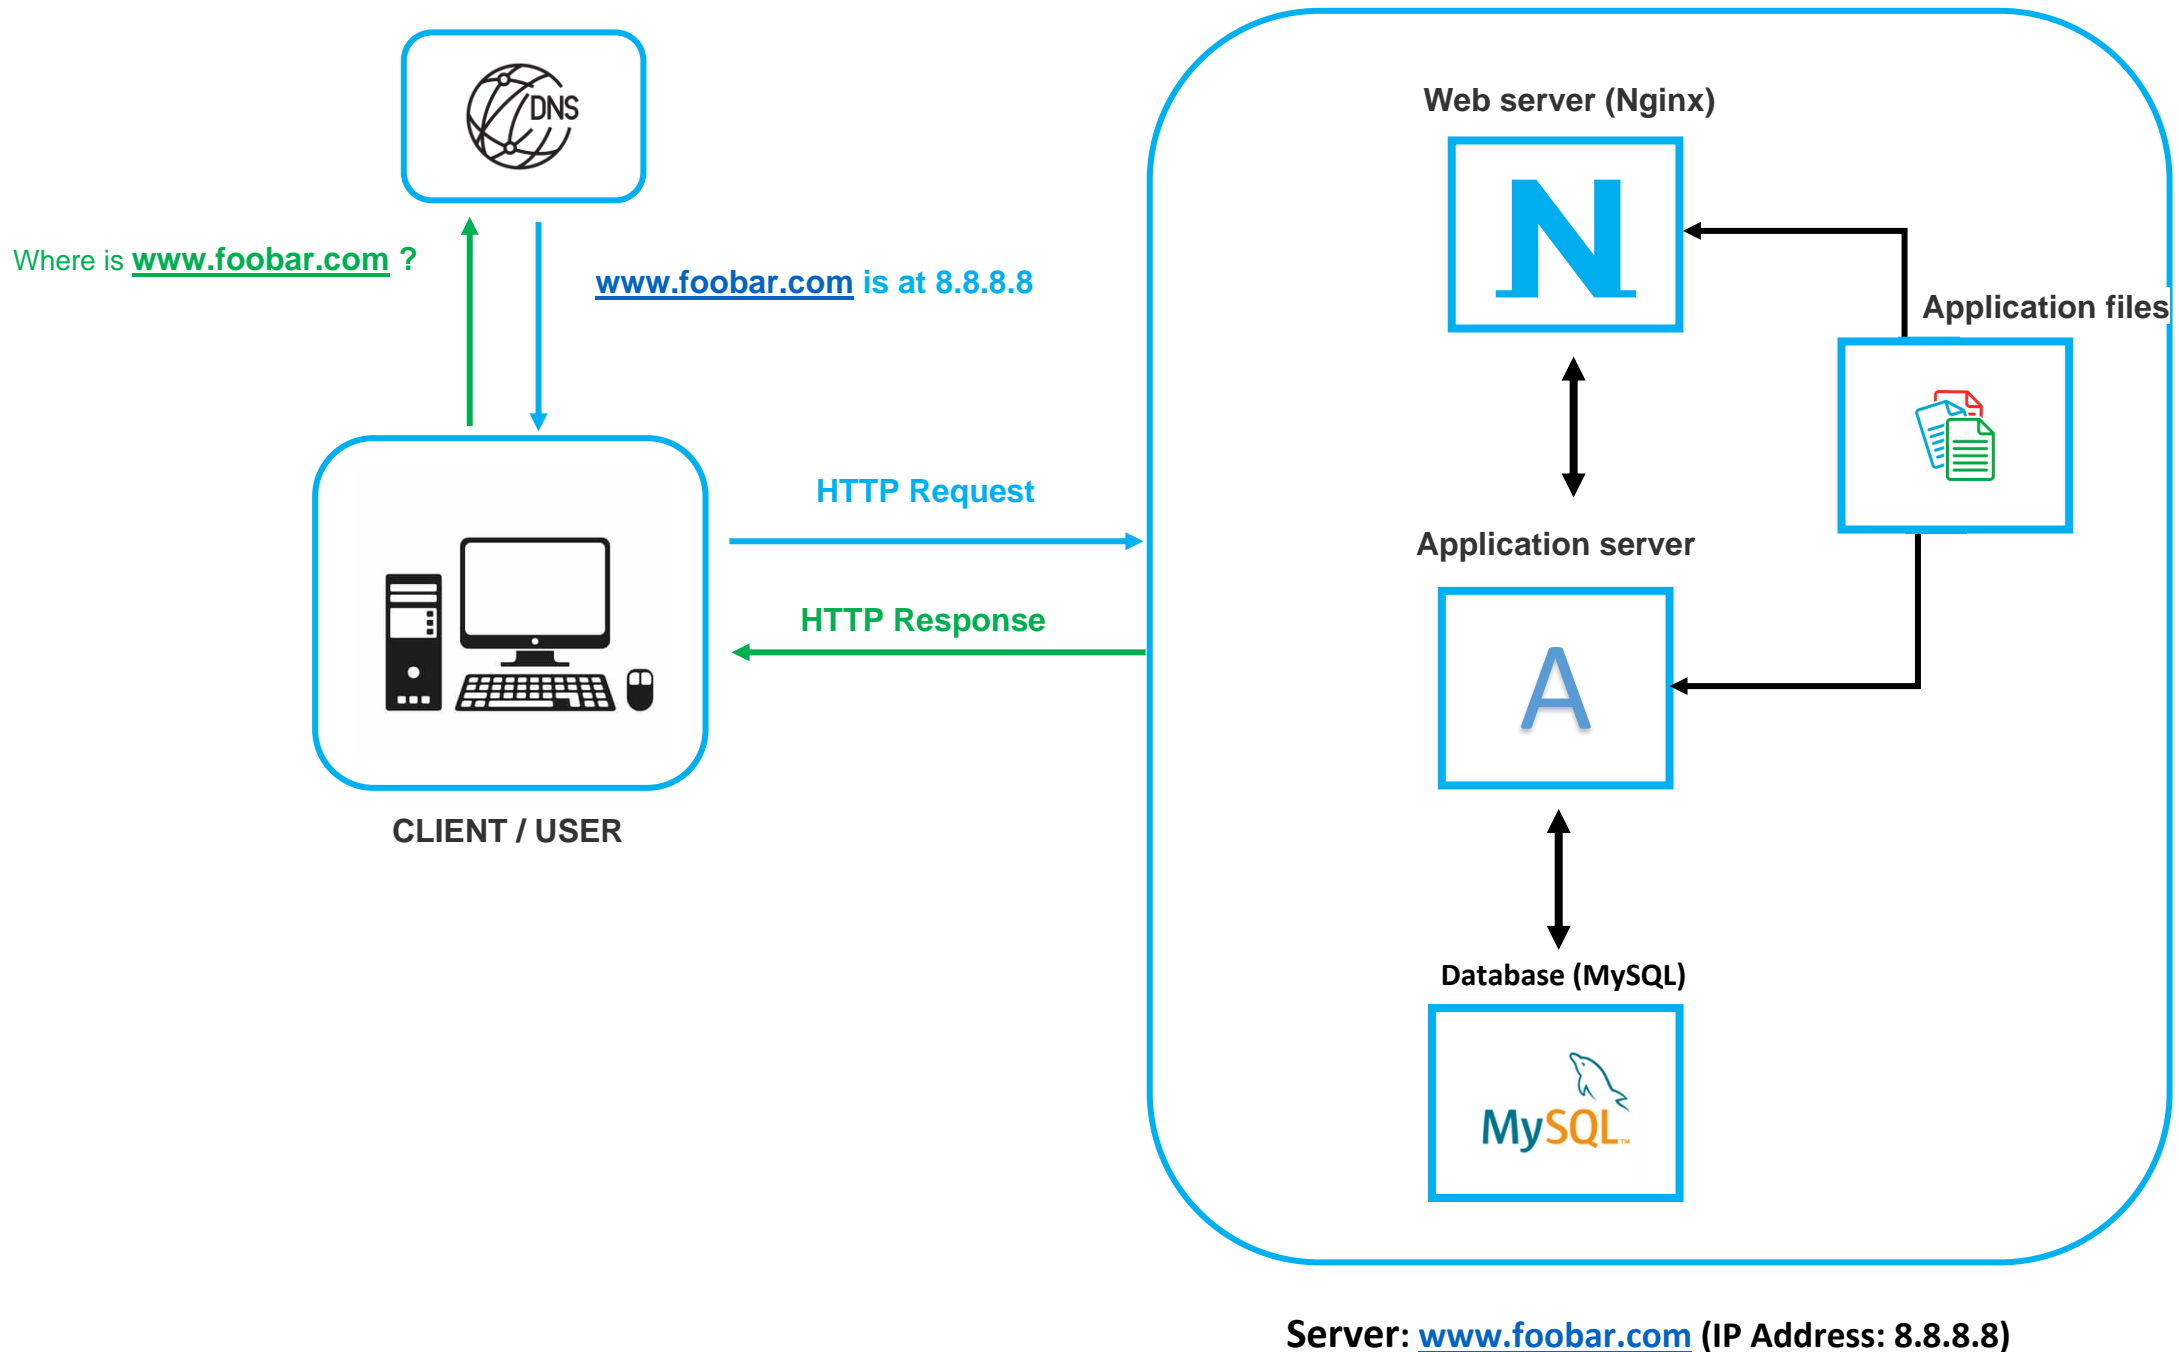 DNS
Where is www.foobar.com ?
www.foobar.com is at 8.8.8.8
HTTP Request
HTTP Response
CLIENT / USER
Web server (Nginx)
N
Application files
Application server
A
Database (MySQL)
MySQL™
Server: www.foobar.com (IP Address: 8.8.8.8)